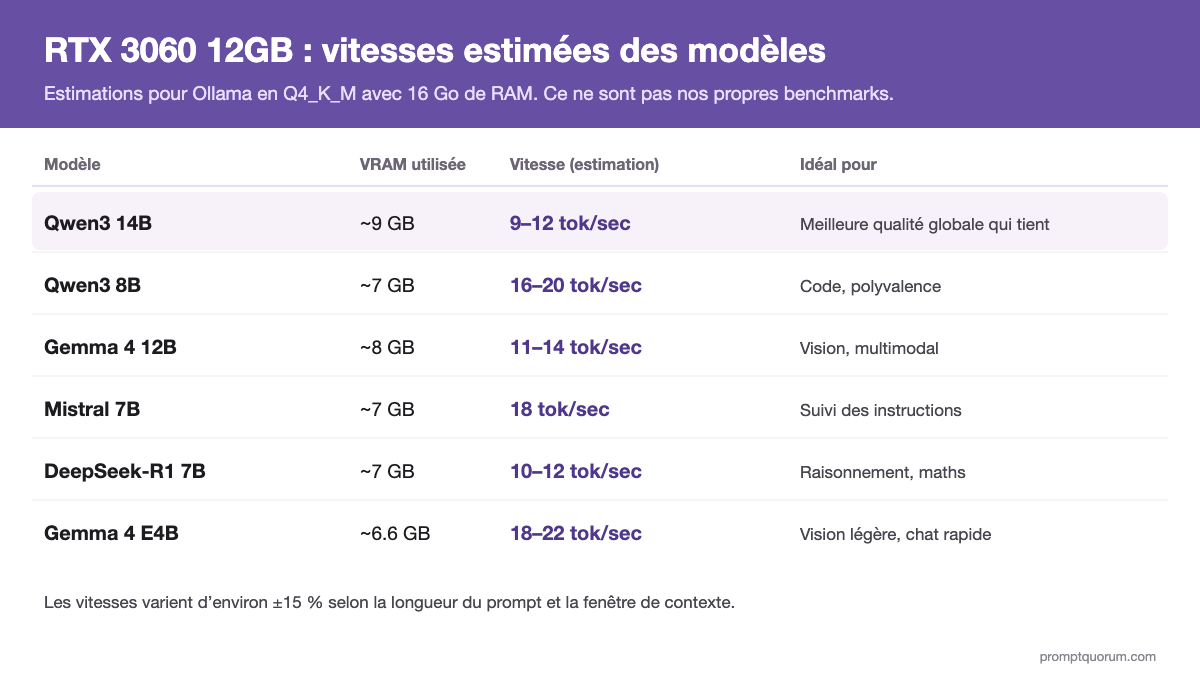 RTX 3060 12GB : vitesses estimées des modèles
Estimations pour Ollama en Q4_K_M avec 16 Go de RAM. Ce ne sont pas nos propres benchmarks.
Modèle VRAM utilisée Vitesse (estimation) Idéal pour
Qwen3 14B ~9 GB 9–12 tok/sec Meilleure qualité globale qui tient
Qwen3 8B ~7 GB 16–20 tok/sec Code, polyvalence
Gemma 4 12B ~8 GB 11–14 tok/sec Vision, multimodal
Mistral 7B ~7 GB 18 tok/sec Suivi des instructions
DeepSeek-R1 7B ~7 GB 10–12 tok/sec Raisonnement, maths
Gemma 4 E4B ~6.6 GB 18–22 tok/sec Vision légère, chat rapide
Les vitesses varient d’environ ±15 % selon la longueur du prompt et la fenêtre de contexte.
promptquorum.com